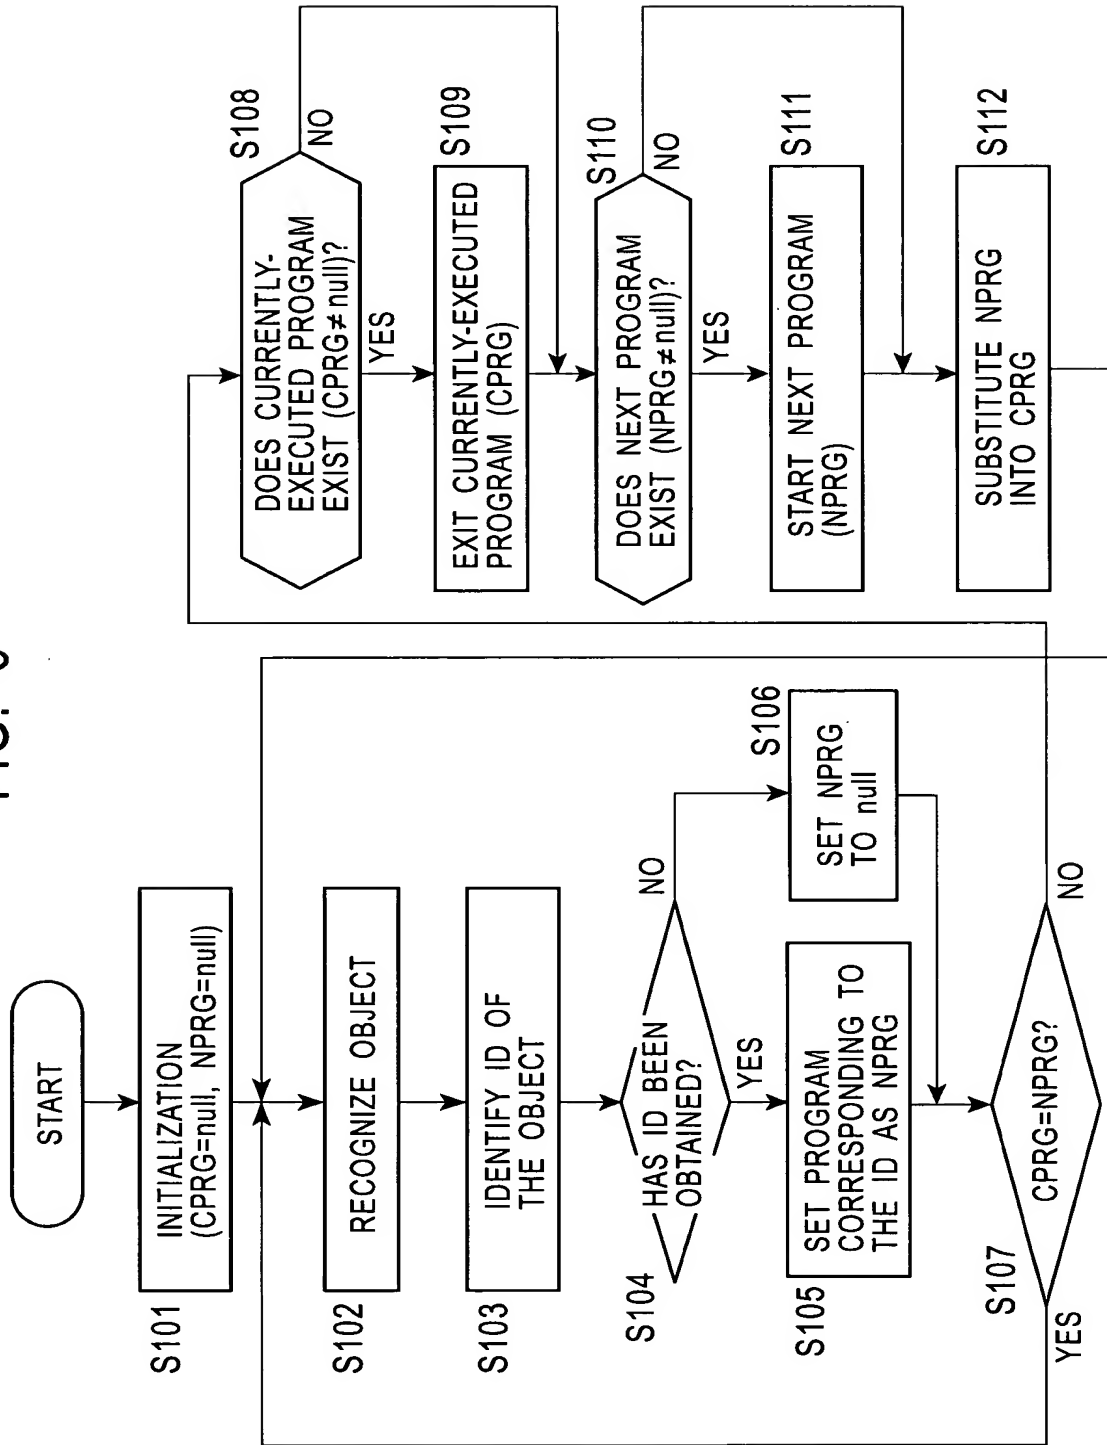 START
S101
INITIALIZATION
(CPRG=null, NPRG=null)
S102
RECOGNIZE OBJECT
S103
IDENTIFY ID OF
THE OBJECT
S104
HAS ID BEEN
OBTAINED?
NO
YES
S105
SET PROGRAM
CORRESPONDING TO
THE ID AS NPRG
S106
SET NPRG
TO null
S107
CPRG=NPRG?
YES
NO
S108
DOES CURRENTLY-
EXECUTED PROGRAM
EXIST (CPRG≠null)?
NO
YES
S109
EXIT CURRENTLY-EXECUTED
PROGRAM (CPRG)
S110
DOES NEXT PROGRAM
EXIST (NPRG≠null)?
NO
YES
S111
START NEXT PROGRAM
(NPRG)
S112
SUBSTITUTE NPRG
INTO CPRG